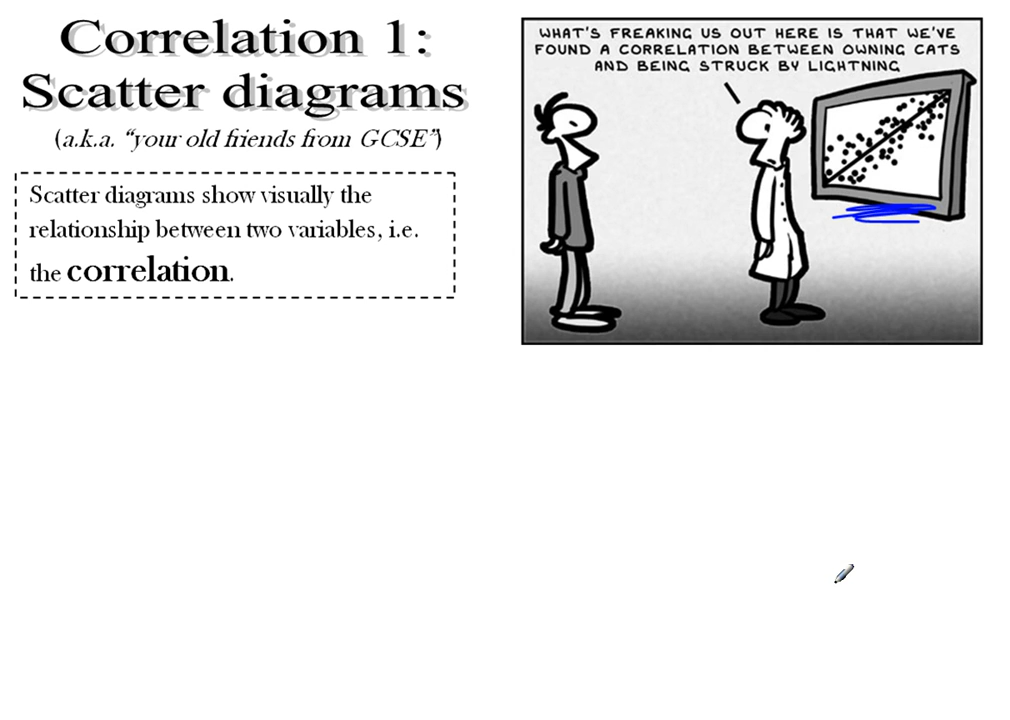 Correlation 1:
Scatter diagrams
(a.k.a. “your old friends from GCSE”)
Scatter diagrams show visually the
relationship between two variables, i.e.
the correlation.
WHAT'S FREAKING US OUT HERE IS THAT WE'VE
FOUND A CORRELATION BETWEEN OWNING CATS
AND BEING STRUCK BY LIGHTNING